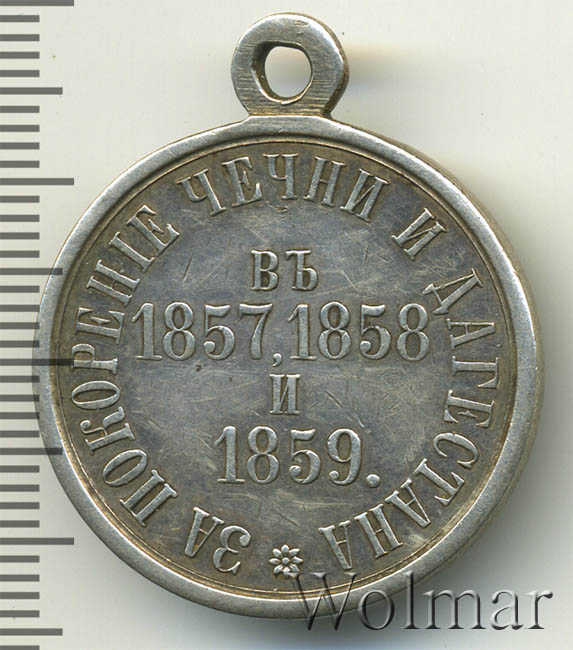 ЗА ПОКОРЕНІЕ ЧЕЧНИ И ДАГЕСТАНА
ВЪ
1857, 1858
И
1859.
Wolmar